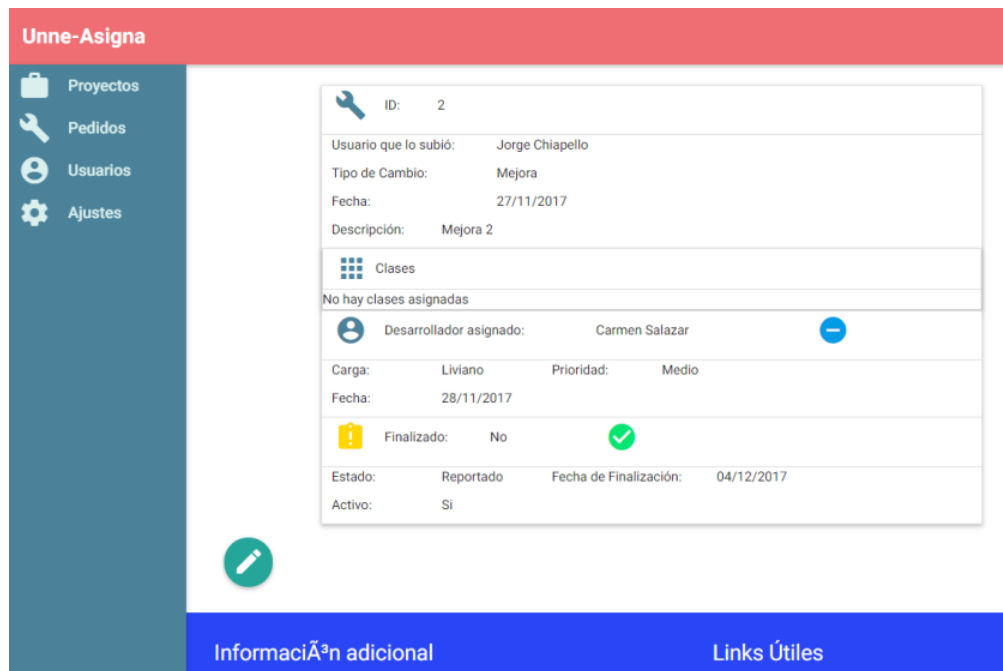 Unne-Asigna
Proyectos
Pedidos
Usuarios
Ajustes
ID: 2
Usuario que lo subió: Jorge Chiapello
Tipo de Cambio: Mejora
Fecha: 27/11/2017
Descripción: Mejora 2
Clases
No hay clases asignadas
Desarrollador asignado: Carmen Salazar
Carga: Liviano Prioridad: Medio
Fecha: 28/11/2017
Finalizado: No
Estado: Reportado Fecha de Finalización: 04/12/2017
Activo: Si
InformaciÃ³n adicional Links Útiles